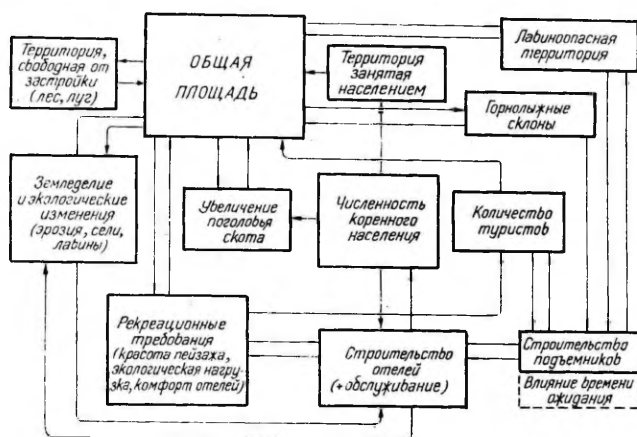 Территория,
свободная от
застройки
(лес, луг)
ОБЩАЯ
ПЛОЩАДЬ
Территория
занятая
населением
Лавиноопасная
территория
Горнолыжные
склоны
Земледелие
и экологические
изменения
(эрозия, сели,
лавины)
Увеличение
поголовья
скота
Численность
коренного
населения
Количество
туристов
Рекреационные
требования
(красота пейзажа,
экологическая нагруз-
зка, комфорт отелей)
Строительство
отелей
(+обслуживание)
Строительство
подъемников
Влияние времени
ожидания